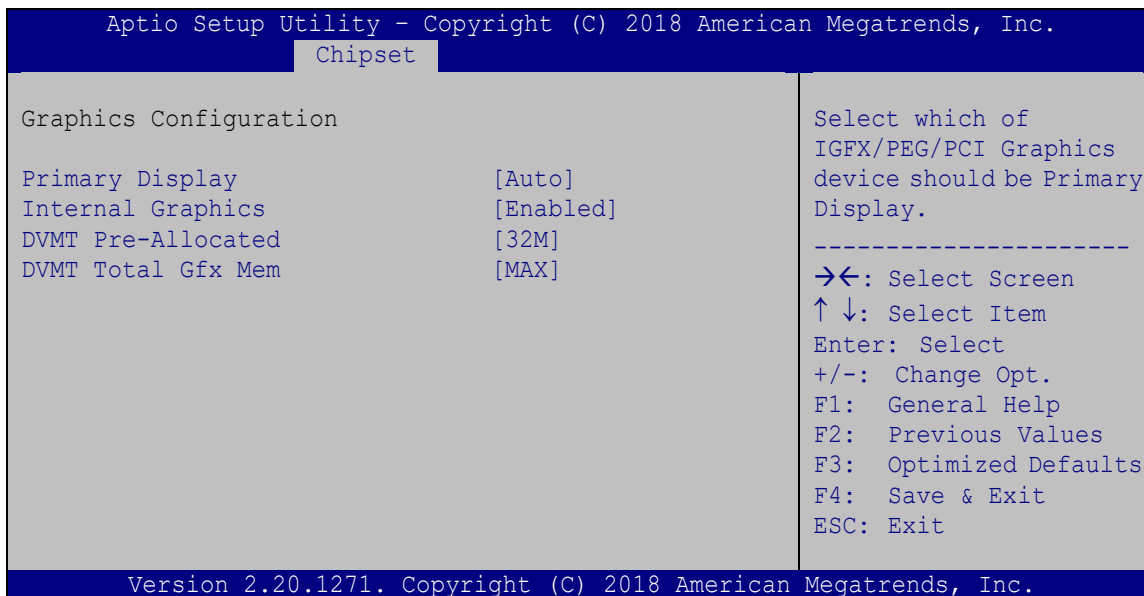 Aptio Setup Utility – Copyright (C) 2018 American Megatrends, Inc.
Chipset
Graphics Configuration
Primary Display [Auto]
Internal Graphics [Enabled]
DVMT Pre-Allocated [32M]
DVMT Total Gfx Mem [MAX]
Select which of
IGFX/PEG/PCI Graphics
device should be Primary
Display.
----------------------
→←: Select Screen
↑ ↓: Select Item
Enter: Select
+/-: Change Opt.
F1: General Help
F2: Previous Values
F3: Optimized Defaults
F4: Save & Exit
ESC: Exit
Version 2.20.1271. Copyright (C) 2018 American Megatrends, Inc.